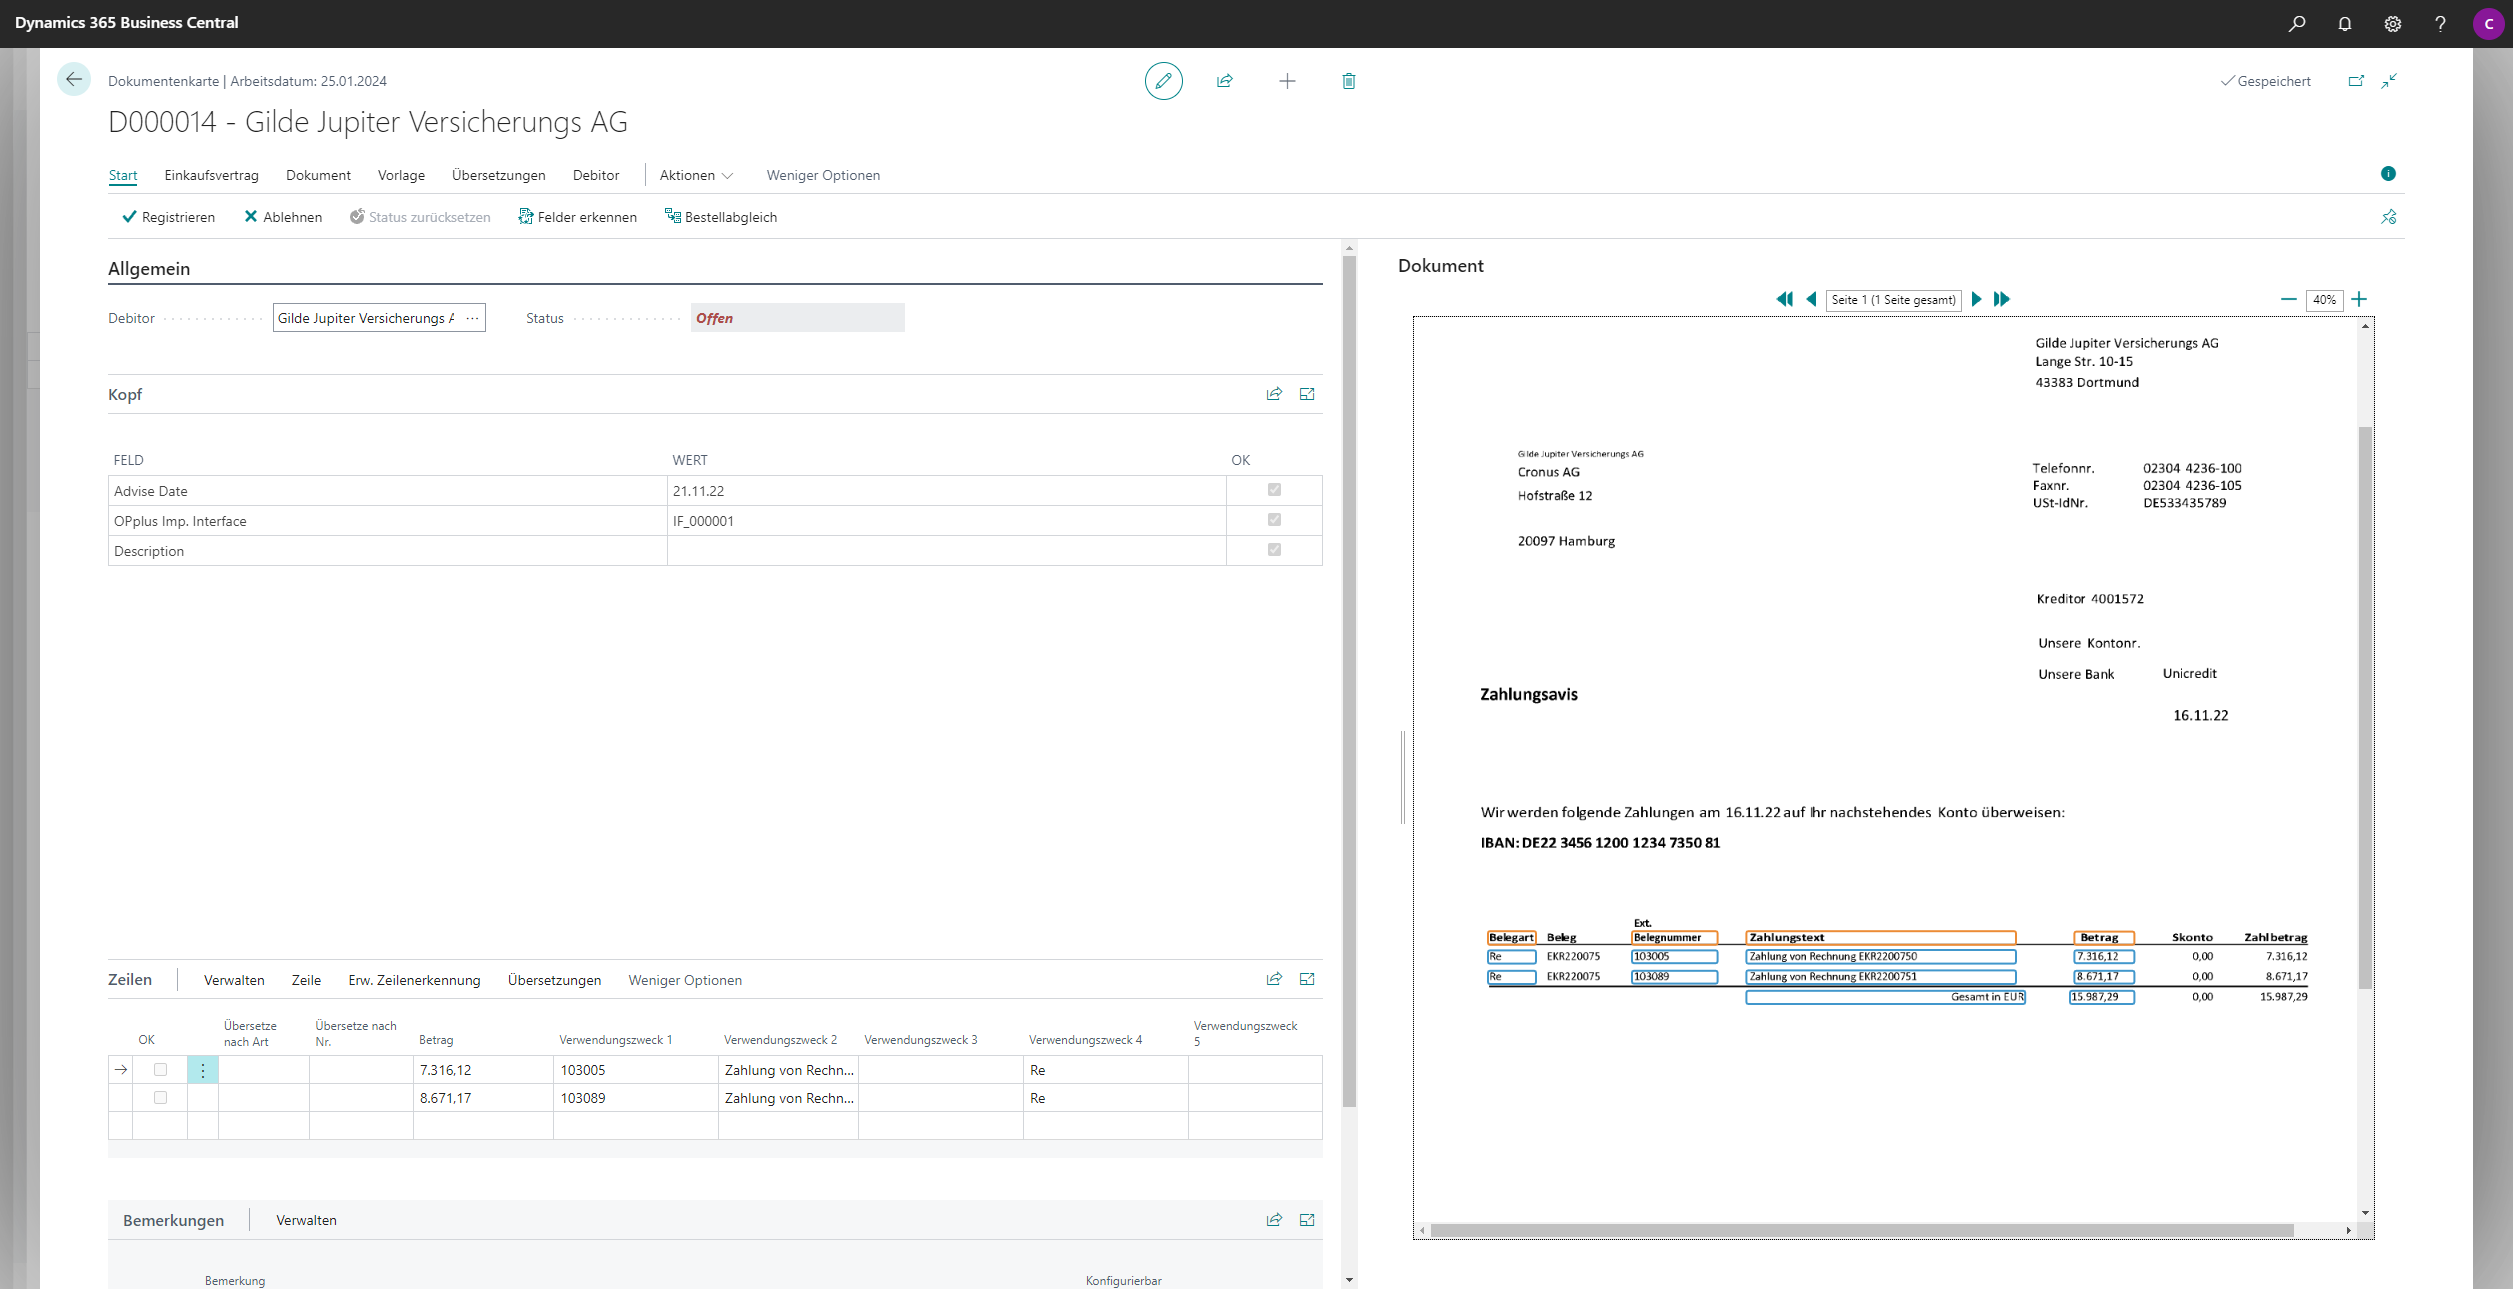 Dynamics 365 Business Central
C
Dokumentenkarte | Arbeitsdatum: 25.01.2024
Gespeichert
D000014 - Gilde Jupiter Versicherungs AG
Start Einkaufsvertrag Dokument Vorlage Übersetzungen Debitor Aktionen Weniger Optionen
Registrieren Ablehnen Status zurücksetzen Felder erkennen Bestellabgleich
Allgemein
Debitor Gilde Jupiter Versicherungs A ... Status Offen
Kopf
FELD WERT OK
Advise Date 21.11.22
OPplus Imp. Interface IF_000001
Description
Zeilen Verwalten Zeile Erw. Zeilenerkennung Übersetzungen Weniger Optionen
OK Übersetze nach Art Übersetze nach Nr. Betrag Verwendungszweck 1 Verwendungszweck 2 Verwendungszweck 3 Verwendungszweck 4 Verwendungszweck 5
7.316,12 103005 Zahlung von Rechn... Re
8.671,17 103089 Zahlung von Rechn... Re
Bemerkungen Verwalten
Bemerkung Konfigurierbar
Dokument
Seite 1 (1 Seite gesamt) 40%
Gilde Jupiter Versicherungs AG
Lange Str. 10-15
43383 Dortmund
Gilde Jupiter Versicherungs AG
Cronus AG
Hofstraße 12
20097 Hamburg
Telefonnr. 02304 4236-100
Faxnr. 02304 4236-105
USt-IdNr. DE533435789
Kreditor 4001572
Unsere Kontonr.
Unsere Bank Unicredit
Zahlungsavis
16.11.22
Wir werden folgende Zahlungen am 16.11.22 auf Ihr nachstehendes Konto überweisen:
IBAN: DE22 3456 1200 1234 7350 81
Belegart Beleg Ext. Belegnummer Zahlungstext Betrag Skonto Zahlbetrag
Re EKR220075 103005 Zahlung von Rechnung EKR2200750 7.316,12 0,00 7.316,12
Re EKR220075 103089 Zahlung von Rechnung EKR2200751 8.671,17 0,00 8.671,17
Gesamt in EUR 15.987,29 0,00 15.987,29